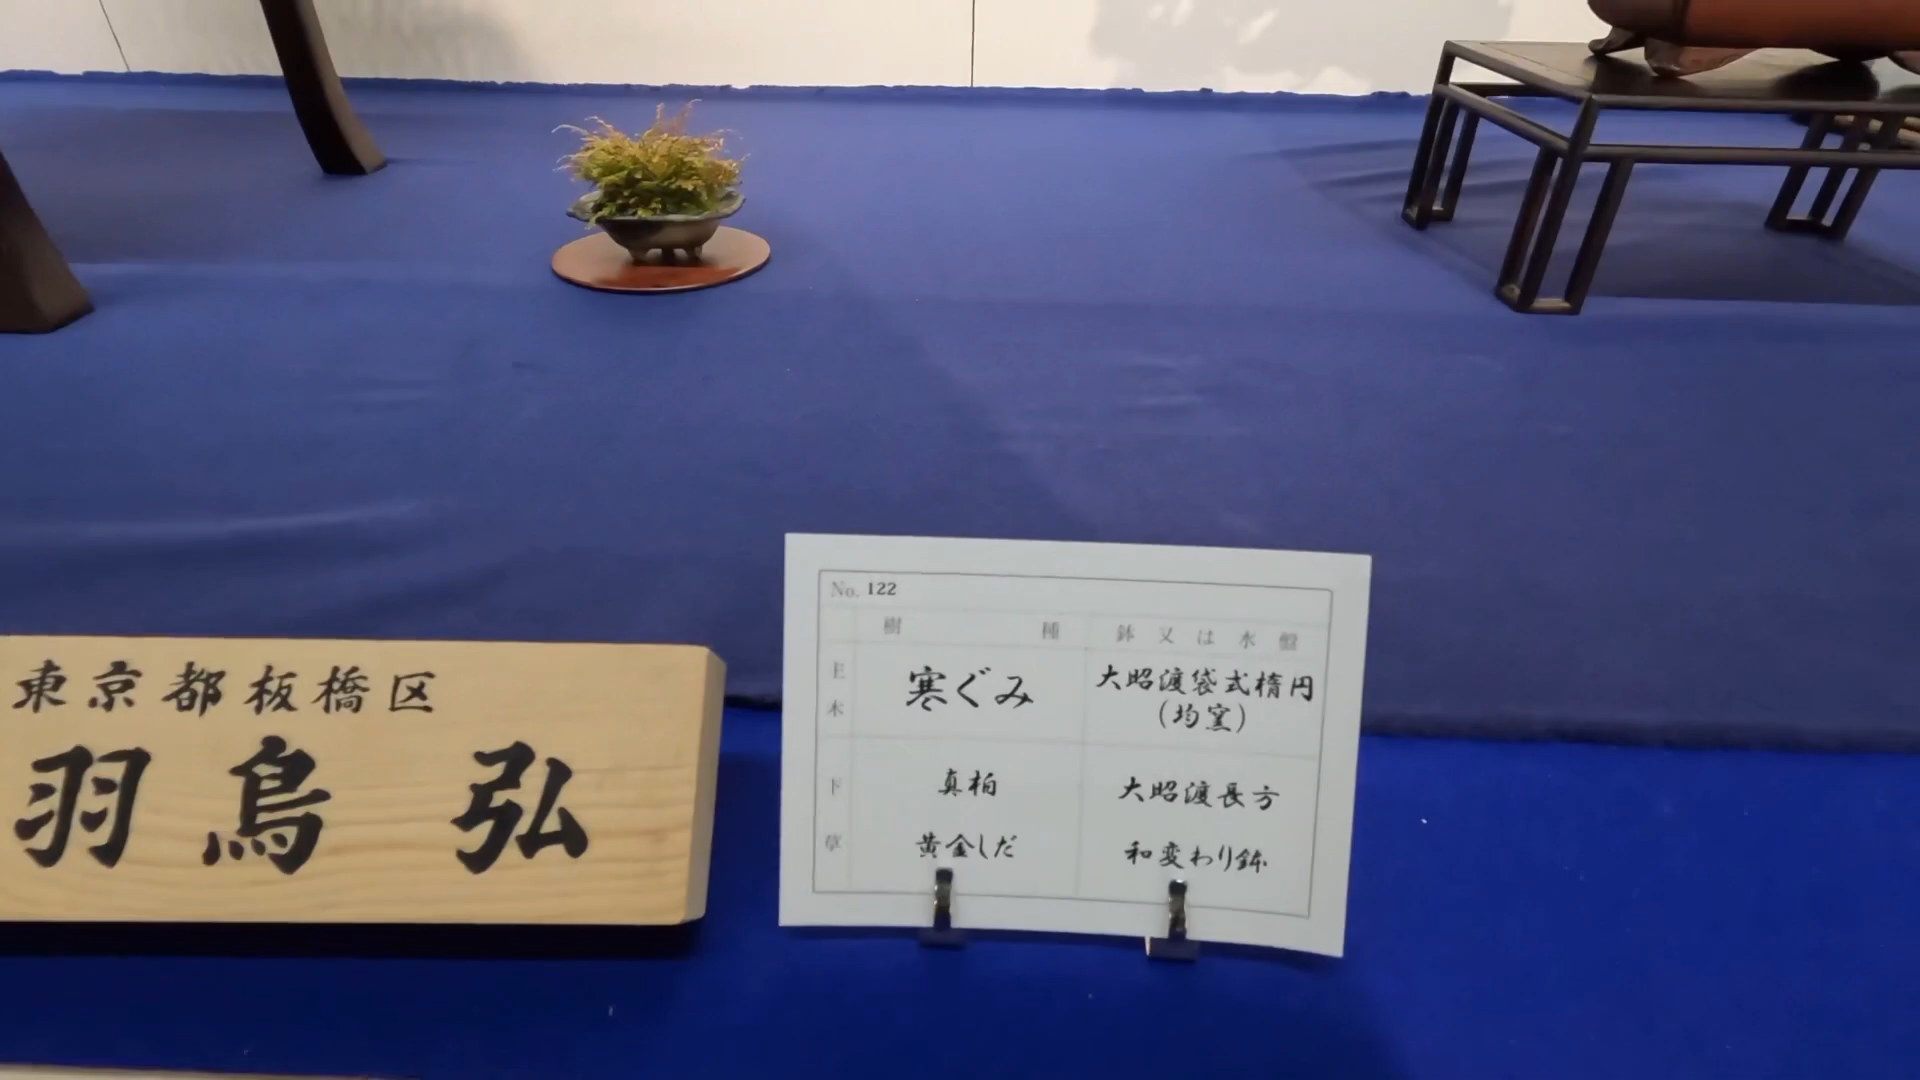 東京都板橋区
羽鳥 弘
No. 122
樹 種
鉢 又 は 水 盤
主木
寒ぐみ
大昭渡袋式楕円
(均窯)
下草
真柏
大昭渡長方
黄金しだ
和変わり鉢